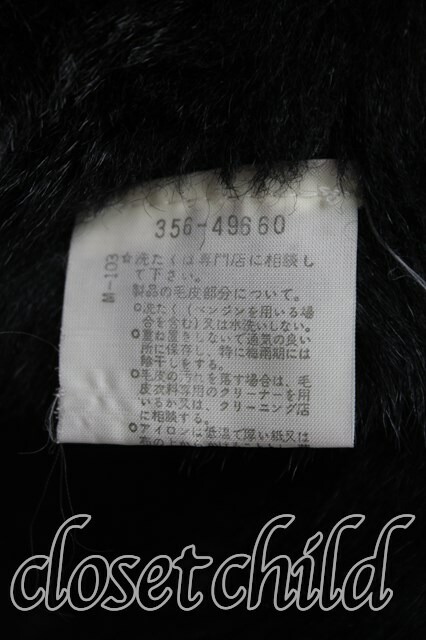 356-49660
M-103
☆洗たくは専門店に相談し
て下さい。
製品の毛皮部分について。
○洗たく(ベンジンを用いる場
合を含む)又は水洗いしない。
○重ね置きしないで通気の良い
所に保存し、特に梅雨期には
陰干しをする。
○毛皮の汚れを落す場合は、毛
皮衣料専用のクリーナーを用
いるか又は、クリーニング店
に相談する。
○アイロンは低温で厚い紙又は
closetchild